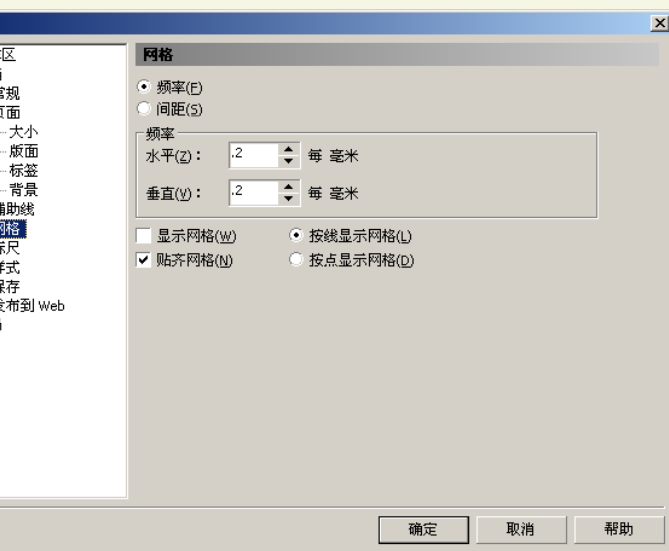 区
常规
页面
大小
版面
标签
背景
辅助线
网格
标尺
样式
保存
发布到 Web
网格
频率(F)
间距(S)
频率
水平(Z)： .2 每 毫米
垂直(V)： .2 每 毫米
显示网格(W) 按线显示网格(L)
贴齐网格(N) 按点显示网格(D)
确定 取消 帮助